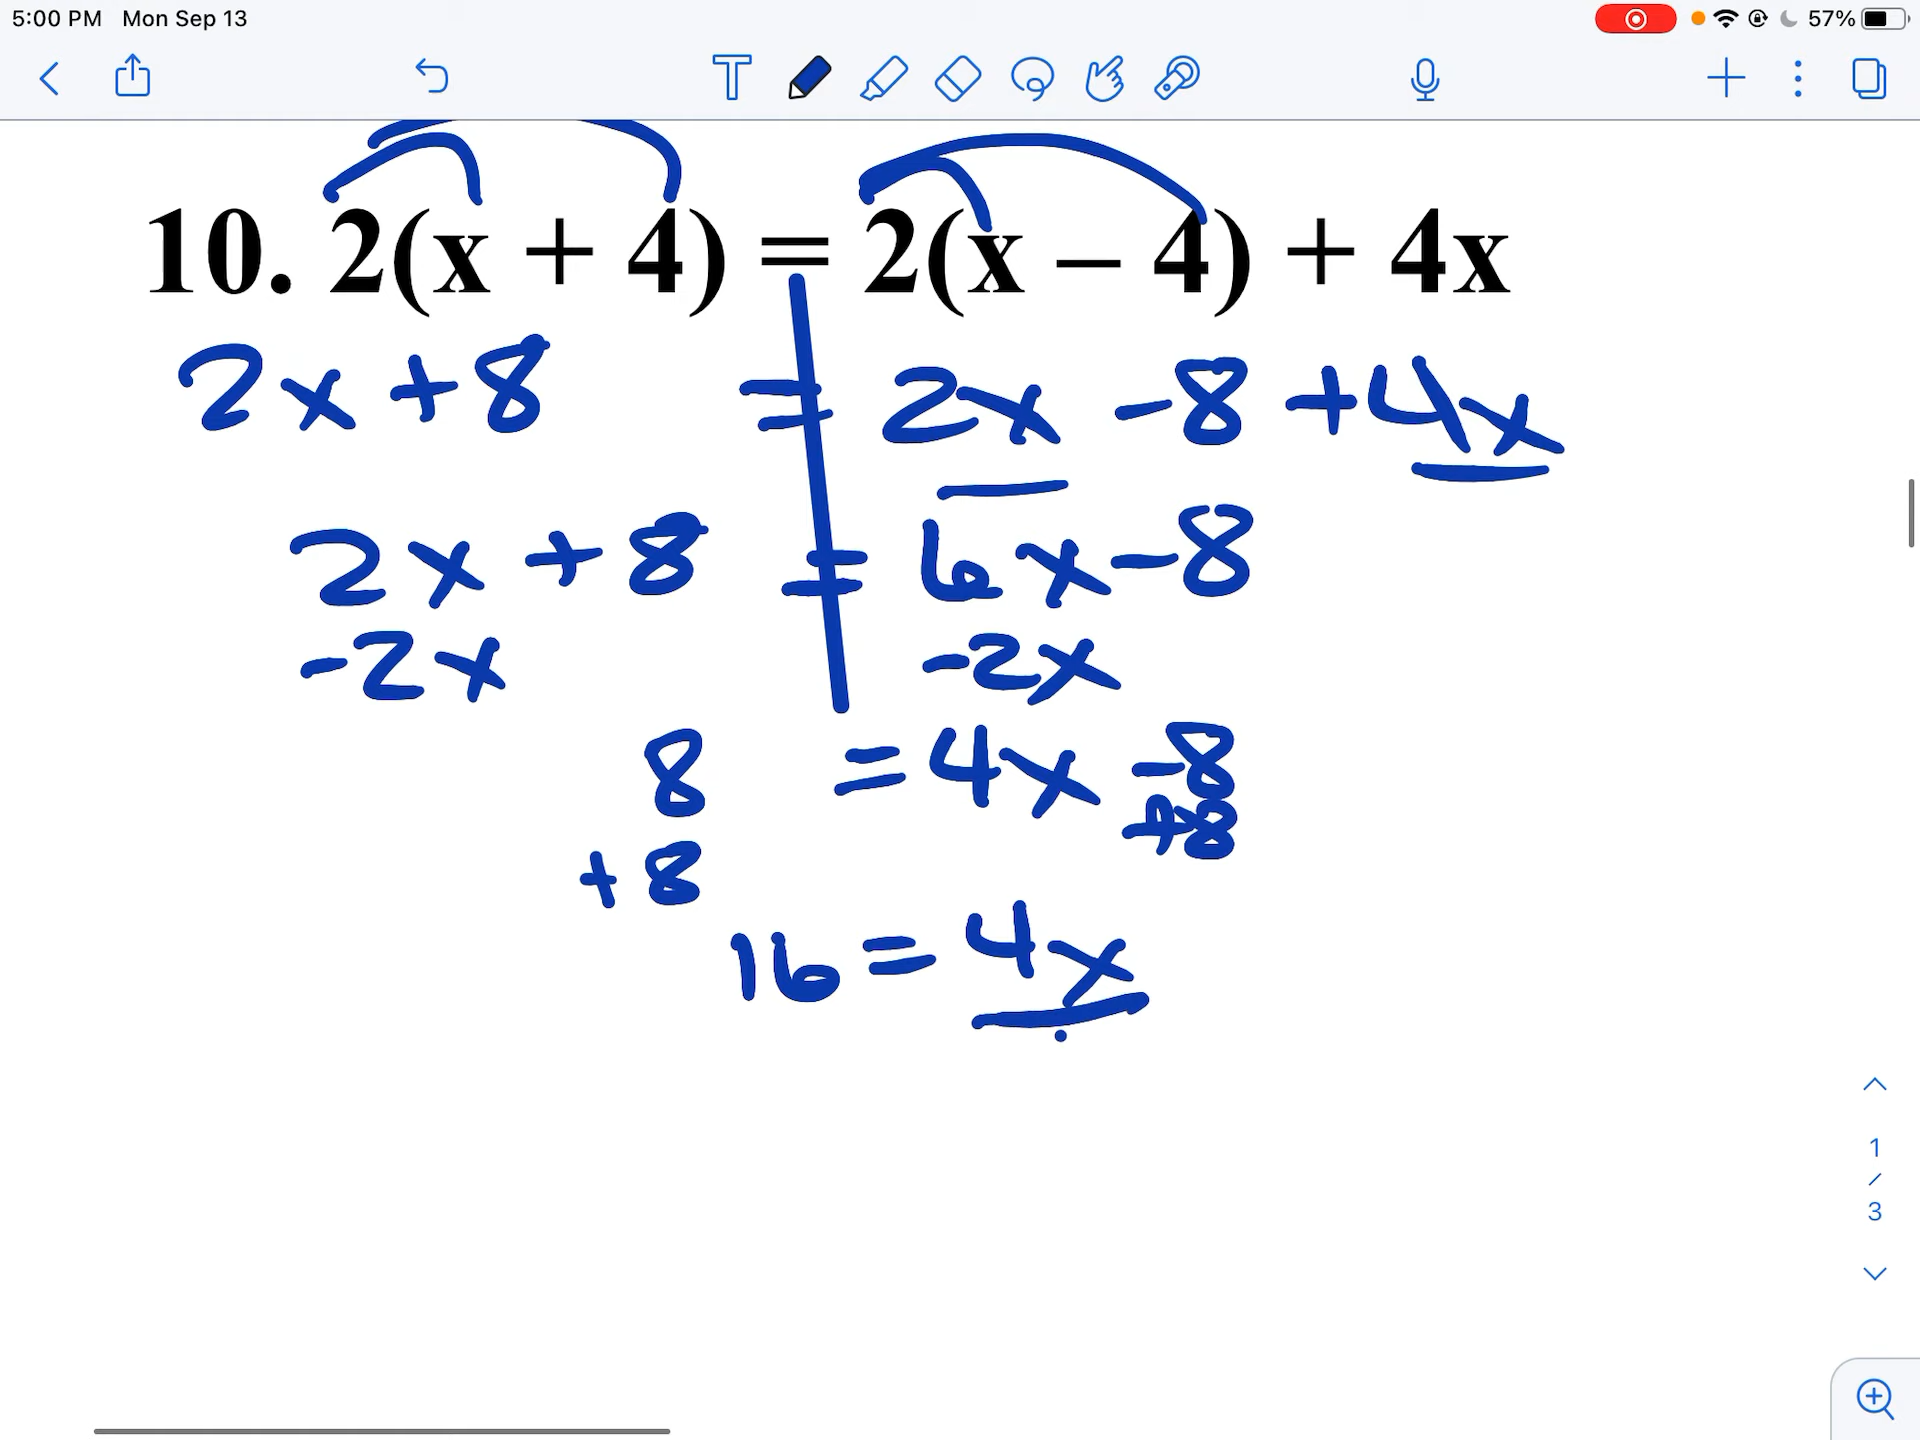 5:00 PM Mon Sep 13 57%
T
10. 2(x + 4) = 2(x – 4) + 4x
2x + 8 = 2x - 8 + 4x
2x + 8 = 6x - 8
-2x -2x
8 = 4x - 8
+8 +8
16 = 4x
1
/
3